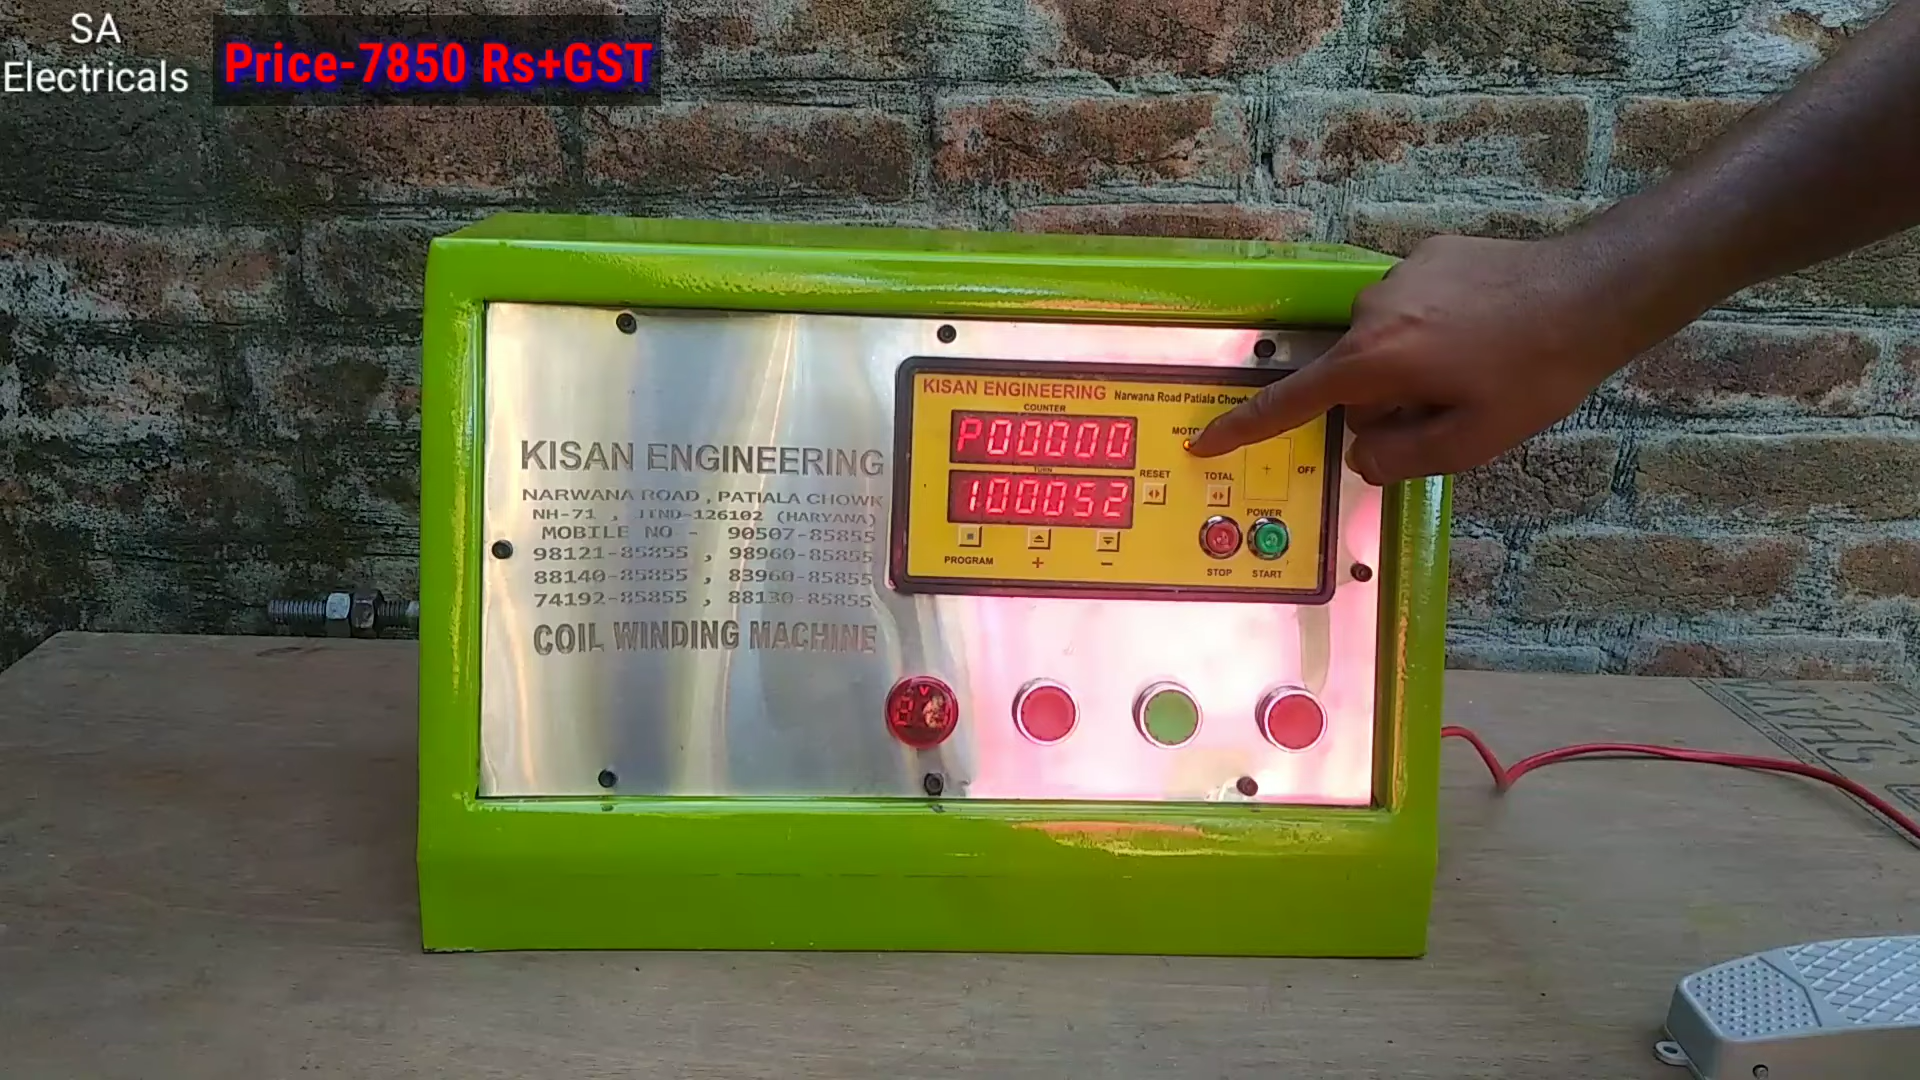 SA
Electricals
Price-7850 Rs+GST
KISAN ENGINEERING
NARWANA ROAD, PATIALA CHOWK
NH-71 , JIND-126102 (HARYANA)
MOBILE NO - 90507-85855
98121-85855 , 98960-85855
88140-85855 , 83960-85855
74192-85855 , 88130-85855
COIL WINDING MACHINE
KISAN ENGINEERING Narwana Road Patiala
COUNTER
P00000
TURN
100052
RESET
TOTAL
OFF
POWER
PROGRAM
+
-
STOP
START
V